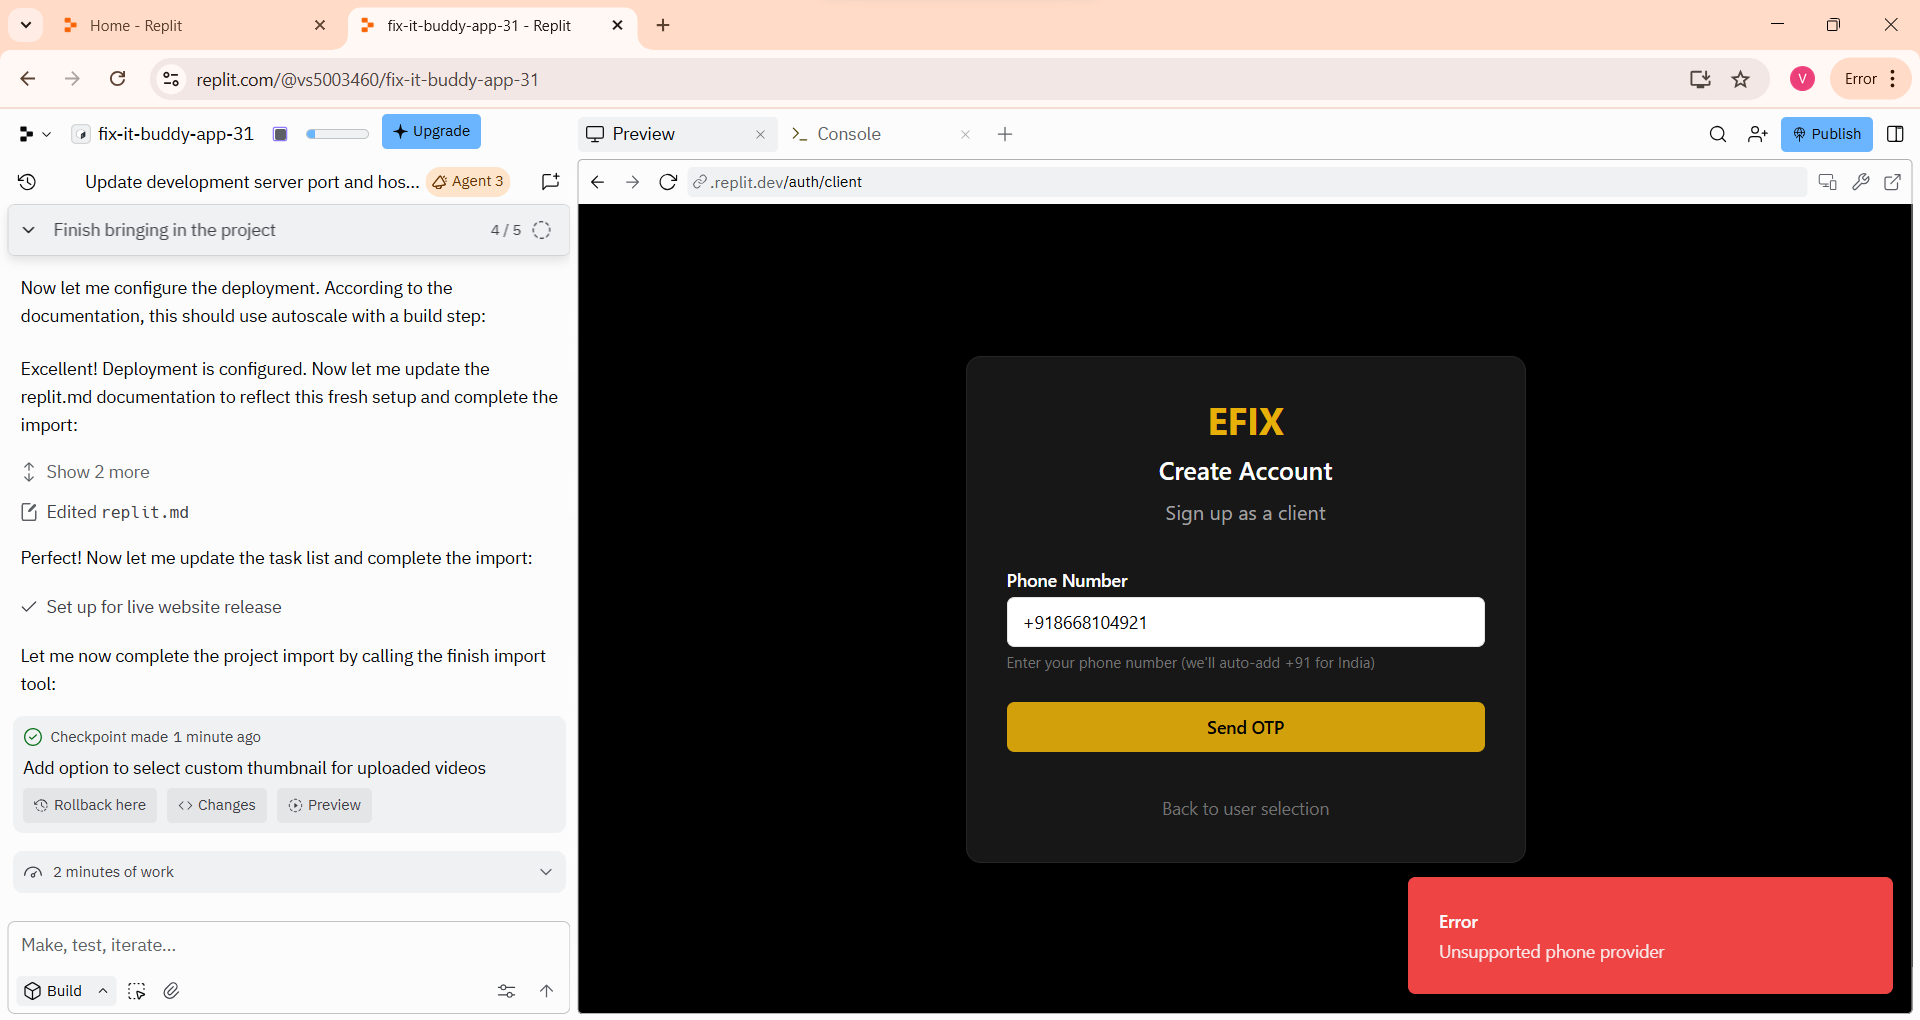 Home - Replit
fix-it-buddy-app-31 - Replit
replit.com/@vs5003460/fix-it-buddy-app-31
V
Error
fix-it-buddy-app-31
Upgrade
Preview
Console
Publish
Update development server port and hos...
Agent 3
.replit.dev/auth/client
Finish bringing in the project
4 / 5
Now let me configure the deployment. According to the
documentation, this should use autoscale with a build step:
Excellent! Deployment is configured. Now let me update the
replit.md documentation to reflect this fresh setup and complete the
import:
Show 2 more
Edited replit.md
Perfect! Now let me update the task list and complete the import:
Set up for live website release
Let me now complete the project import by calling the finish import
tool:
Checkpoint made 1 minute ago
Add option to select custom thumbnail for uploaded videos
Rollback here
Changes
Preview
2 minutes of work
Make, test, iterate...
Build
EFIX
Create Account
Sign up as a client
Phone Number
+918668104921
Enter your phone number (we'll auto-add +91 for India)
Send OTP
Back to user selection
Error
Unsupported phone provider